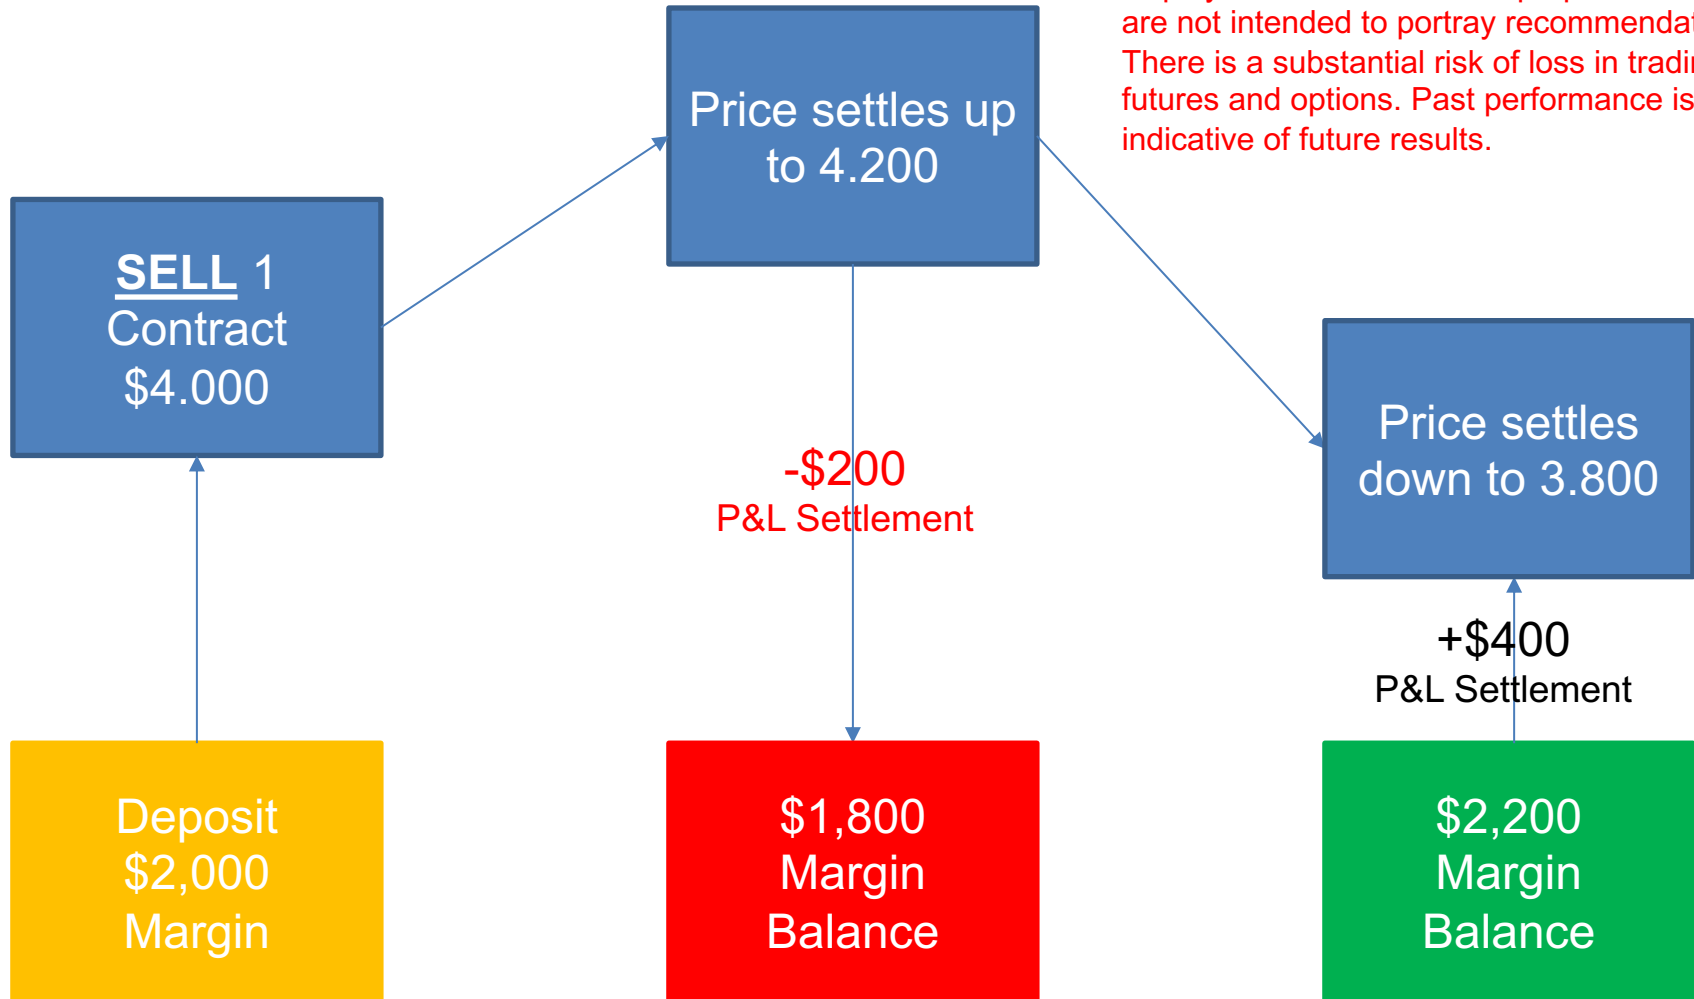 are not intended to portray
There is a substantial risk of loss in
futures and options. Past performance is
indicative of future results.
Price settles up
to 4.200
SELL 1
Contract
$4.000
Price settles
down to 3.800
-$200
P&L Settlement
+$400
P&L Settlement
Deposit
$2,000
Margin
$1,800
Margin
Balance
$2,200
Margin
Balance